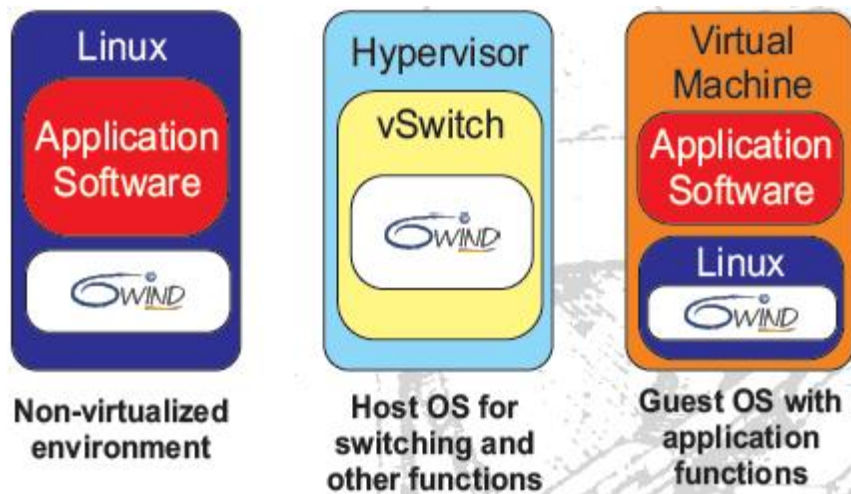 Linux
Application
Software
6WIND
Non-virtualized
environment
Hypervisor
vSwitch
6WIND
Host OS for
switching and
other functions
Virtual
Machine
Application
Software
Linux
6WIND
Guest OS with
application
functions